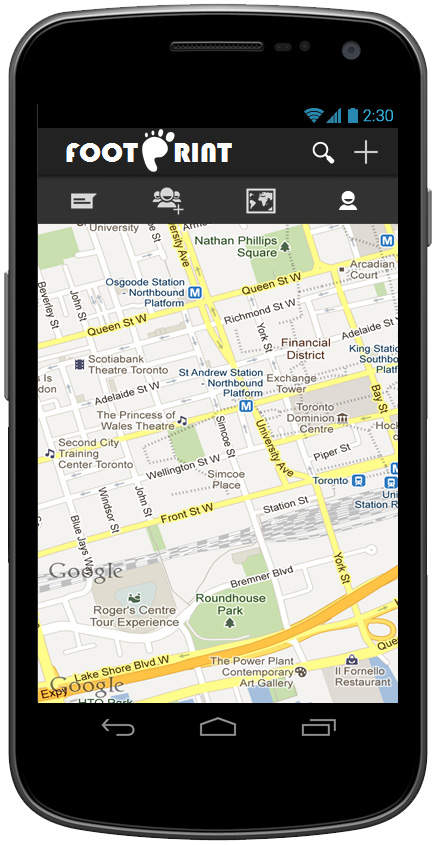 2:30
FOOTPRINT
University
University Ave
Nathan Phillips
Square
M
Arcadian
Court
Beverley St
John St
Osgoode Station
- Northbound
Platform
M
Queen St W
Queen St W
Richmond St W
York St
Adelaide St W
Financial
District
King Station
Southbound
Scotiabank
Theatre Toronto
St Andrew Station
- Northbound
Platform
M
Exchange
Tower
Bay St
Adelaide St W
The Princess of
Wales Theatre
Simcoe St
Toronto
Dominion
Centre
University Ave
Second City
Training
Center Toronto
Wellington St W
Simcoe
Place
Piper St
Toronto
M
Station
Windsor St
John St
Front St W
Station St
Blue Jays Way
York St
Google
Bremner Blvd
Roger's Centre
Tour Experience
Roundhouse
Park
Lake Shore Blvd W
Expy
Google
The Power Plant
Contemporary
Art Gallery
Il Fornello
Restaurant
HTO Park